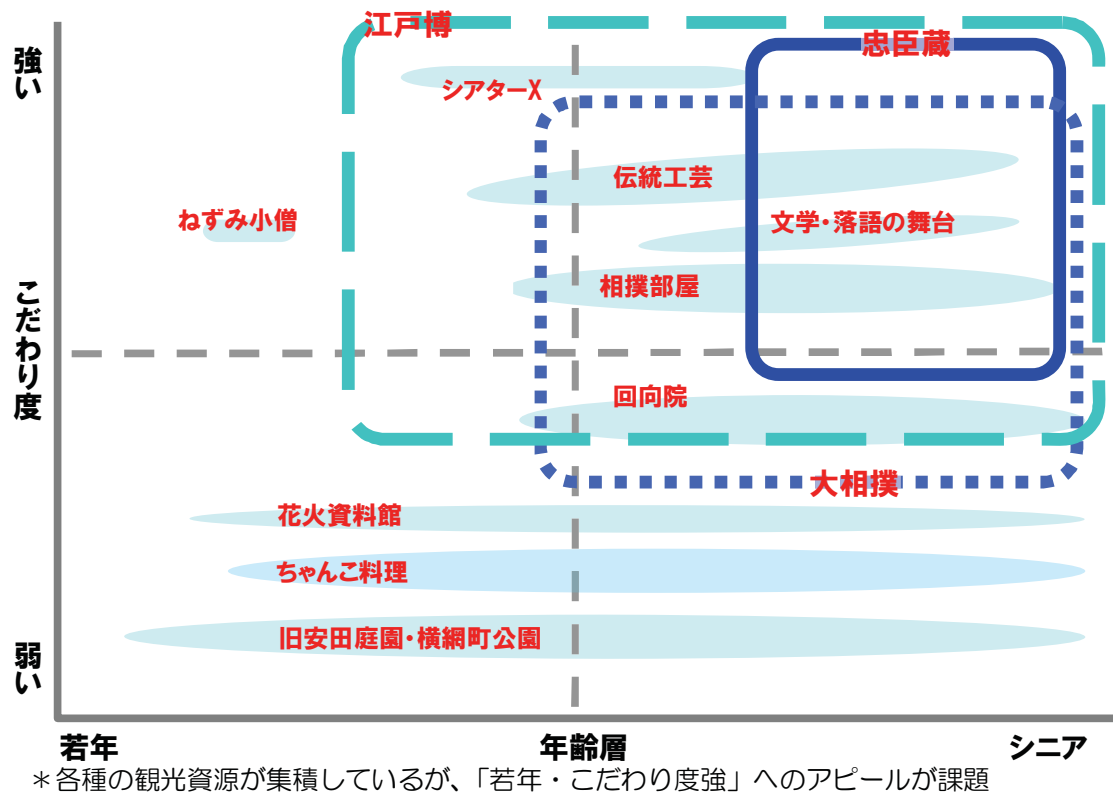 江戸博
忠臣蔵
強い
シアターX
伝統工芸
ねずみ小僧
文学・落語の舞台
相撲部屋
こだわり度
回向院
大相撲
花火資料館
ちゃんこ料理
旧安田庭園・横網町公園
弱い
若年
年齢層
シニア
＊各種の観光資源が集積しているが、「若年・こだわり度強」へのアピールが課題